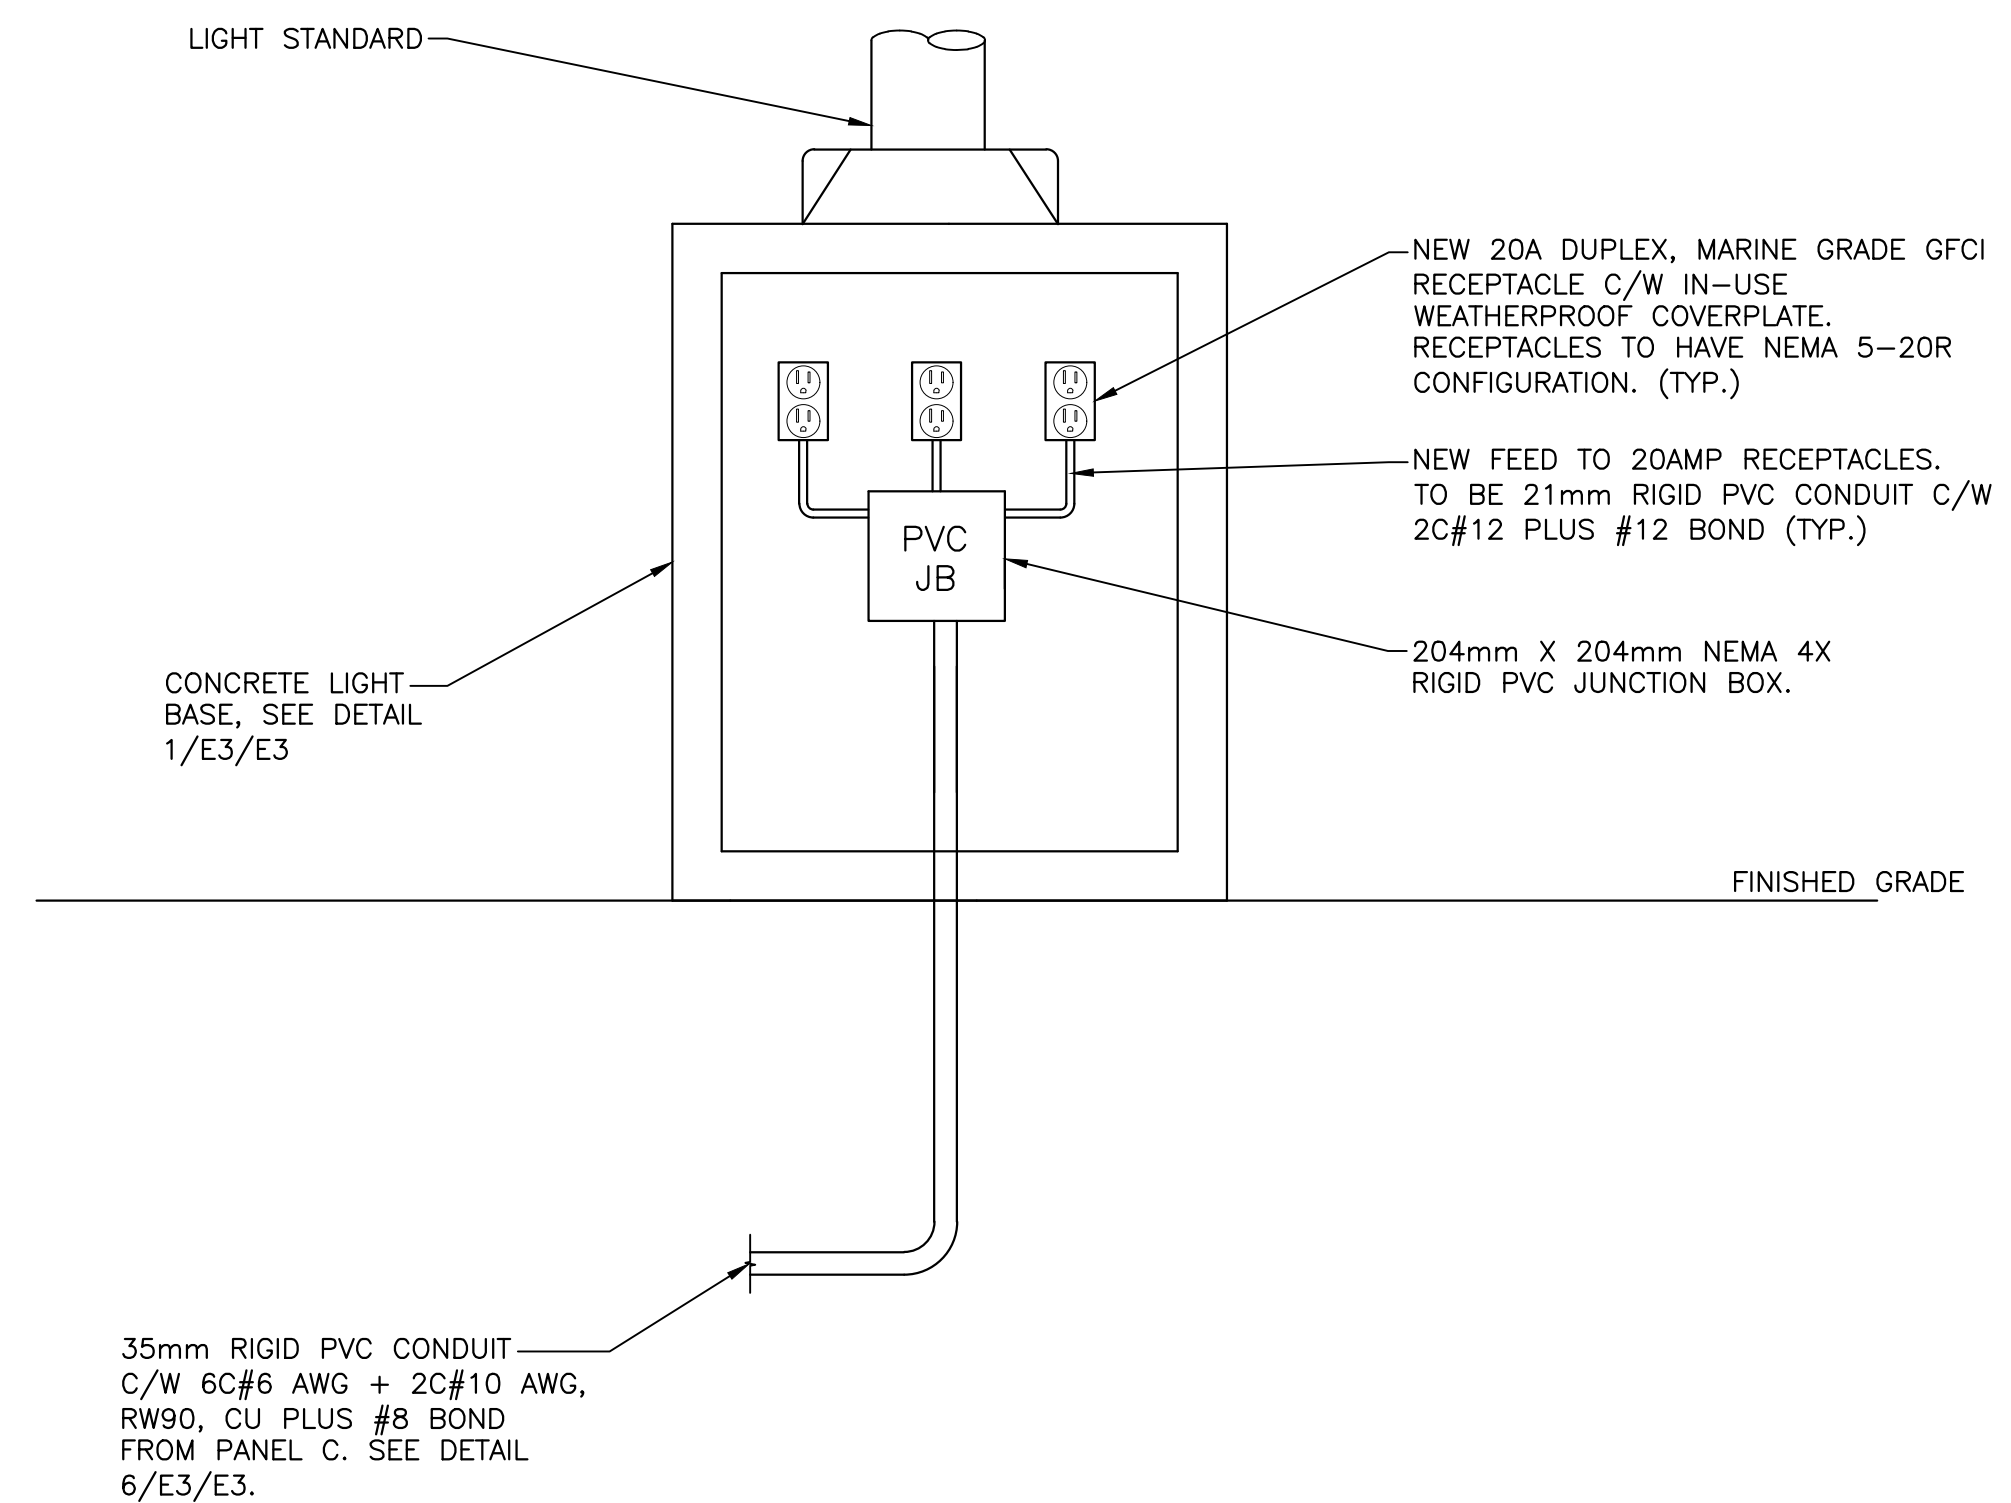 LIGHT STANDARD
NEW 20A DUPLEX, MARINE GRADE GFCI
RECEPTACLE C/W IN-USE
WEATHERPROOF COVERPLATE.
RECEPTACLES TO HAVE NEMA 5-20R
CONFIGURATION. (TYP.)
NEW FEED TO 20AMP RECEPTACLES.
TO BE 21mm RIGID PVC CONDUIT C/W
2C#12 PLUS #12 BOND (TYP.)
PVC
JB
204mm X 204mm NEMA 4X
RIGID PVC JUNCTION BOX.
CONCRETE LIGHT
BASE, SEE DETAIL
1/E3/E3
FINISHED GRADE
35mm RIGID PVC CONDUIT
C/W 6C#6 AWG + 2C#10 AWG,
RW90, CU PLUS #8 BOND
FROM PANEL C. SEE DETAIL
6/E3/E3.